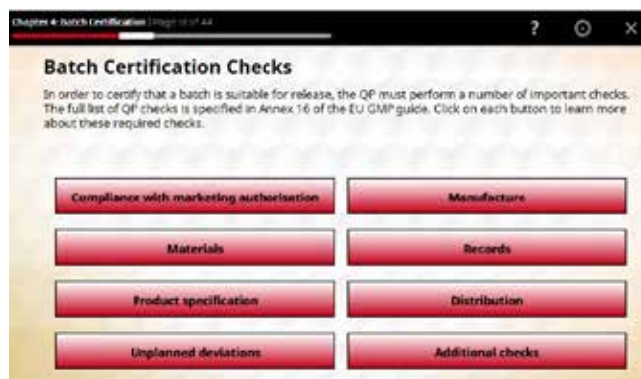 Chapter 4: Batch Certification | Page of 44
?
×
Batch Certification Checks
In order to certify that a batch is suitable for release, the QP must perform a number of important checks.
The full list of QP checks is specified in Annex 16 of the EU GMP guide. Click on each button to learn more
about these required checks.
Compliance with marketing authorisation
Manufacture
Materials
Records
Product specification
Distribution
Unplanned deviations
Additional checks